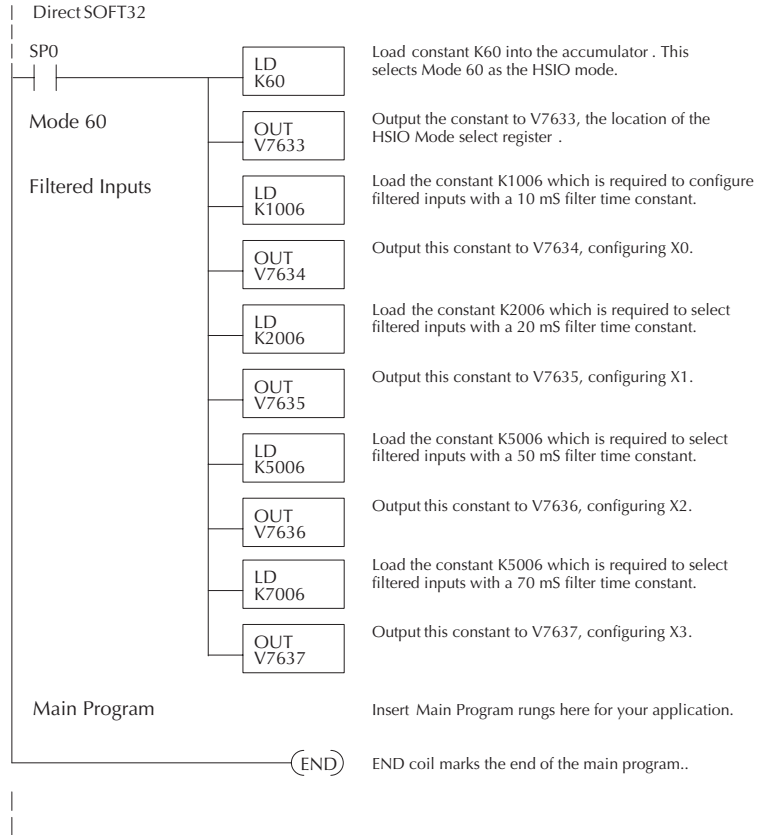 Direct SOFT32
SP0
LD
K60
Load constant K60 into the accumulator . This
selects Mode 60 as the HSIO mode.
Mode 60
OUT
V7633
Output the constant to V7633, the location of the
HSIO Mode select register .
Filtered Inputs
LD
K1006
Load the constant K1006 which is required to configure
filtered inputs with a 10 mS filter time constant.
OUT
V7634
Output this constant to V7634, configuring X0.
LD
K2006
Load the constant K2006 which is required to select
filtered inputs with a 20 mS filter time constant.
OUT
V7635
Output this constant to V7635, configuring X1.
LD
K5006
Load the constant K5006 which is required to select
filtered inputs with a 50 mS filter time constant.
OUT
V7636
Output this constant to V7636, configuring X2.
LD
K7006
Load the constant K5006 which is required to select
filtered inputs with a 70 mS filter time constant.
OUT
V7637
Output this constant to V7637, configuring X3.
Main Program
Insert Main Program rungs here for your application.
END
END coil marks the end of the main program..